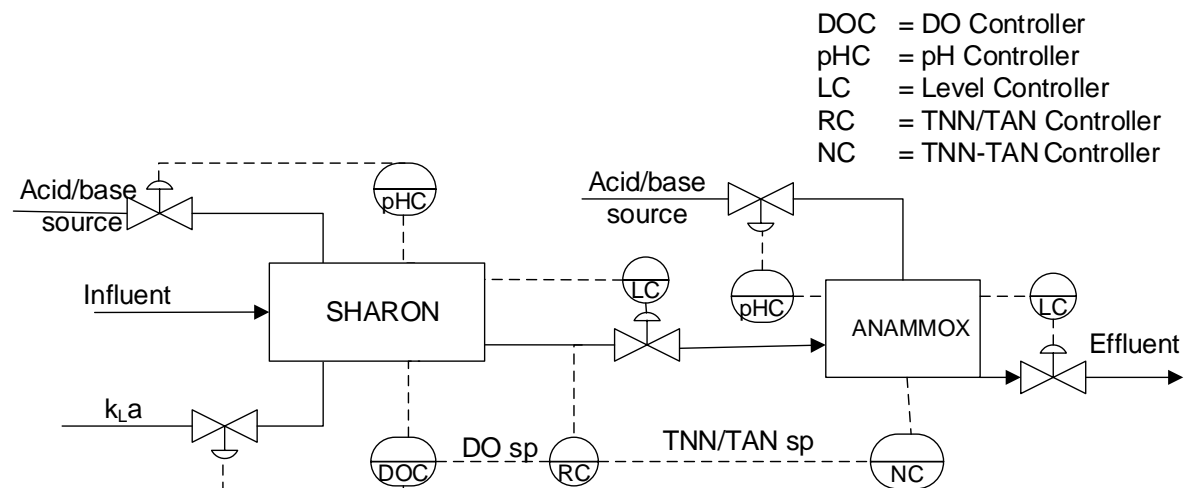 DOC = DO Controller
pHC = pH Controller
LC = Level Controller
RC = TNN/TAN Controller
NC = TNN-TAN Controller
Acid/base
source
pHC
Acid/base
source
Influent
SHARON
LC
pHC
ANAMMOX
LC
Effluent
kLa
DOC
DO sp
RC
TNN/TAN sp
NC